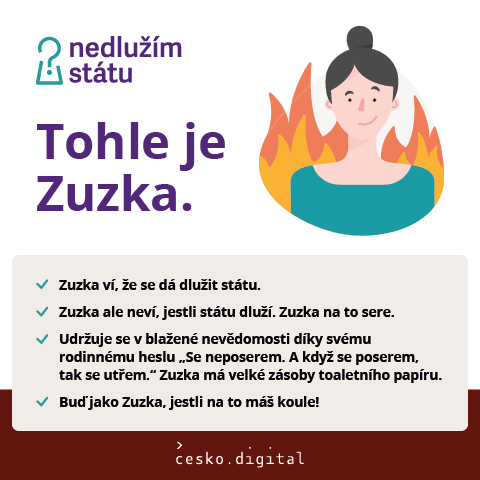 nedlužím
státu
Tohle je
Zuzka.
Zuzka ví, že se dá dlužit státu.
Zuzka ale neví, jestli státu dluží. Zuzka na to sere.
Udržuje se v blažené nevědomosti díky svému
rodinnému heslu „Se neposerem. A když se poserem,
tak se utřem.“ Zuzka má velké zásoby toaletního papíru.
Buď jako Zuzka, jestli na to máš koule!
cesko.digital